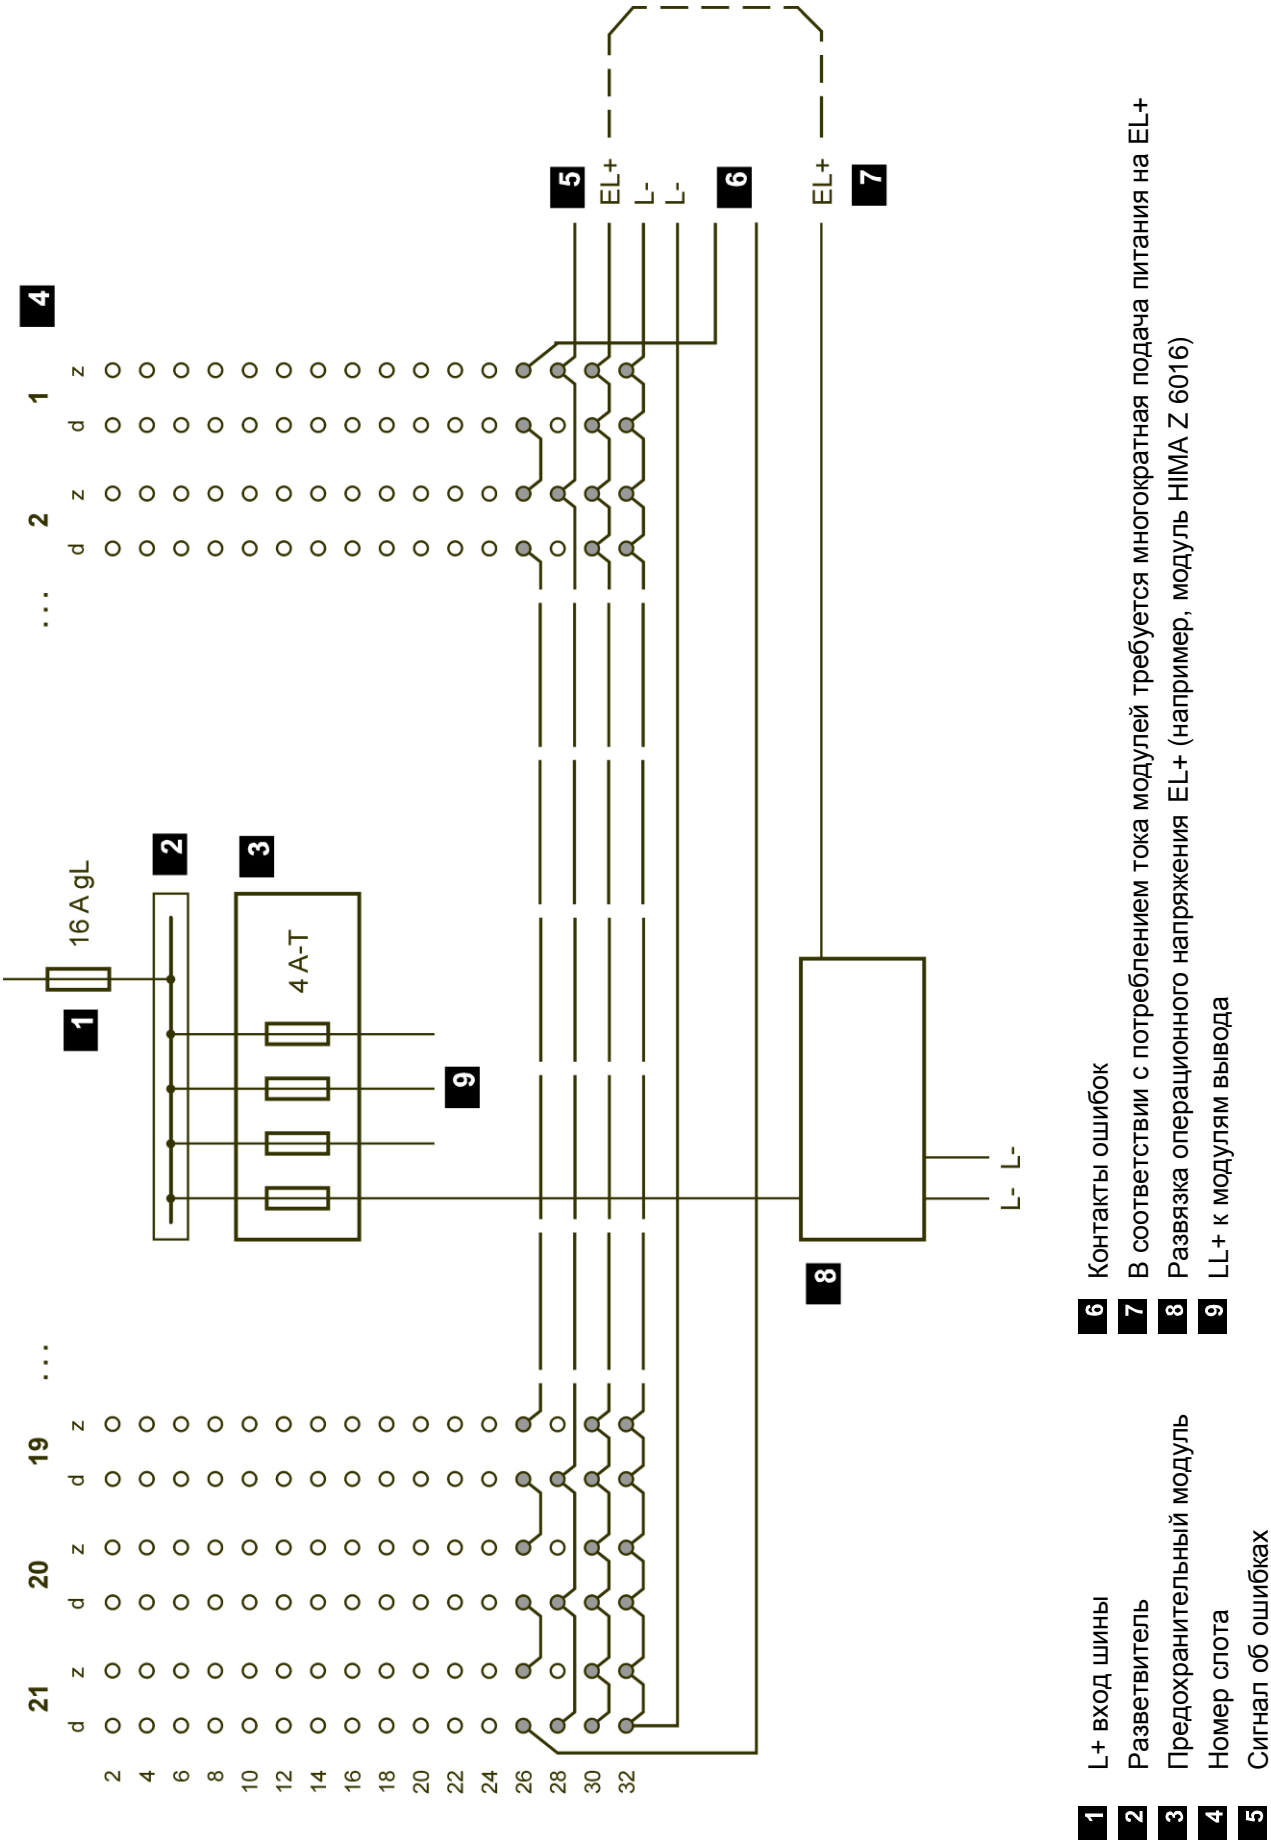 1
16 A gL
2
3
4 A-T
9
4
21 20 19 ... ... 2 1
d z d z d z d z d z
2
4
6
8
10
12
14
16
18
20
22
24
26
28
30
32
5
EL+
L-
L-
6
EL+
7
8
L- L-
1 L+ вход шины
2 Разветвитель
3 Предохранительный модуль
4 Номер слота
5 Сигнал об ошибках
6 Контакты ошибок
7 В соответствии с потреблением тока модулей требуется многократная подача питания на EL+
8 Развязка операционного напряжения EL+ (например, модуль HIMA Z 6016)
9 LL+ к модулям вывода